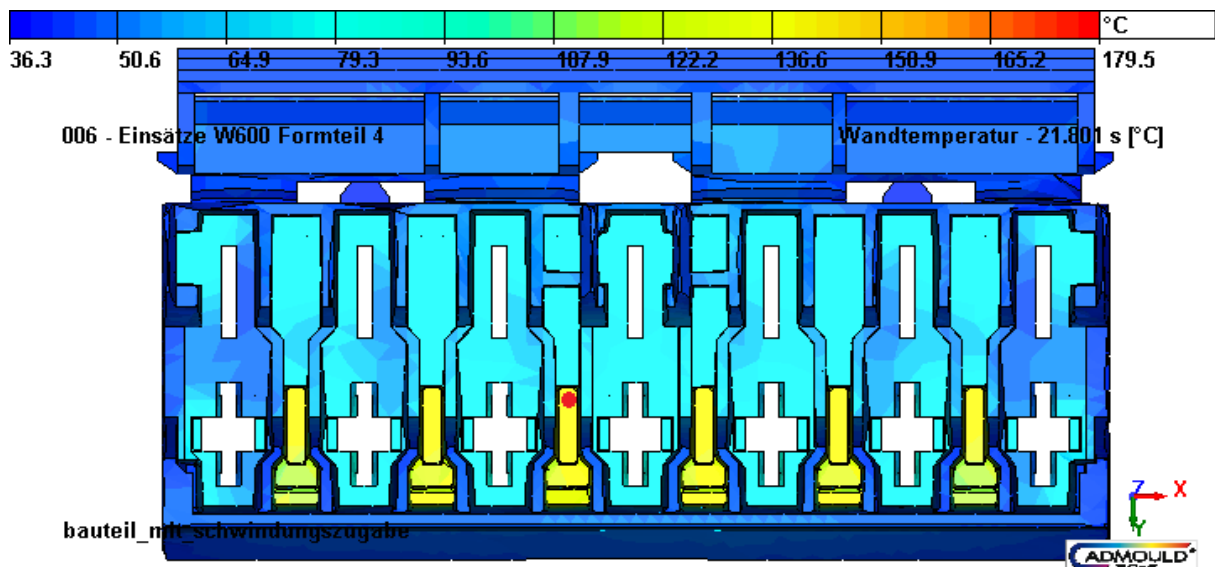 °C
36.3 50.6 64.9 79.3 93.6 107.9 122.2 136.6 150.9 165.2 179.5
006 - Einsätze W600 Formteil 4
Wandtemperatur - 21.801 s [°C]
Z X
Y
bauteil_mit_schwindungszugabe
CADMOULD